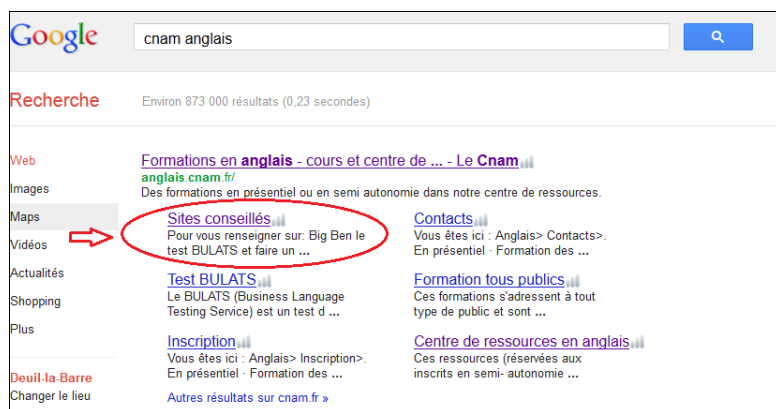 Google
cnam anglais
Recherche
Environ 873 000 résultats (0,23 secondes)
Web
Images
Maps
Vidéos
Actualités
Shopping
Plus
Deuil-la-Barre
Changer le lieu
Formations en anglais - cours et centre de ... - Le Cnam
anglais.cnam.fr/
Des formations en présentiel ou en semi autonomie dans notre centre de ressources.
Sites conseillés
Pour vous renseigner sur: Big Ben le
test BULATS et faire un ...
Contacts
Vous êtes ici : Anglais> Contacts>.
En présentiel · Formation des ...
Test BULATS
Le BULATS (Business Language
Testing Service) est un test d ...
Formation tous publics
Ces formations s'adressent à tout
type de public et sont ...
Inscription
Vous êtes ici : Anglais> Inscription>.
En présentiel · Formation des ...
Centre de ressources en anglais
Ces ressources (réservées aux
inscrits en semi- autonomie ...
Autres résultats sur cnam.fr »